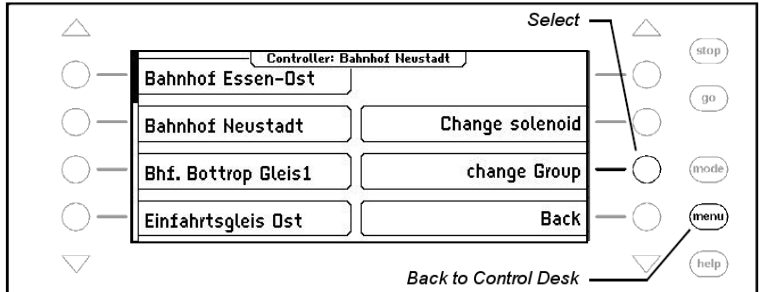 Select
Controller: Bahnhof Neustadt
stop
Bahnhof Essen-Ost
go
Bahnhof Neustadt
Change solenoid
Bhf. Bottrop Gleis1
change Group
mode
Einfahrtsgleis Ost
Back
menu
help
Back to Control Desk